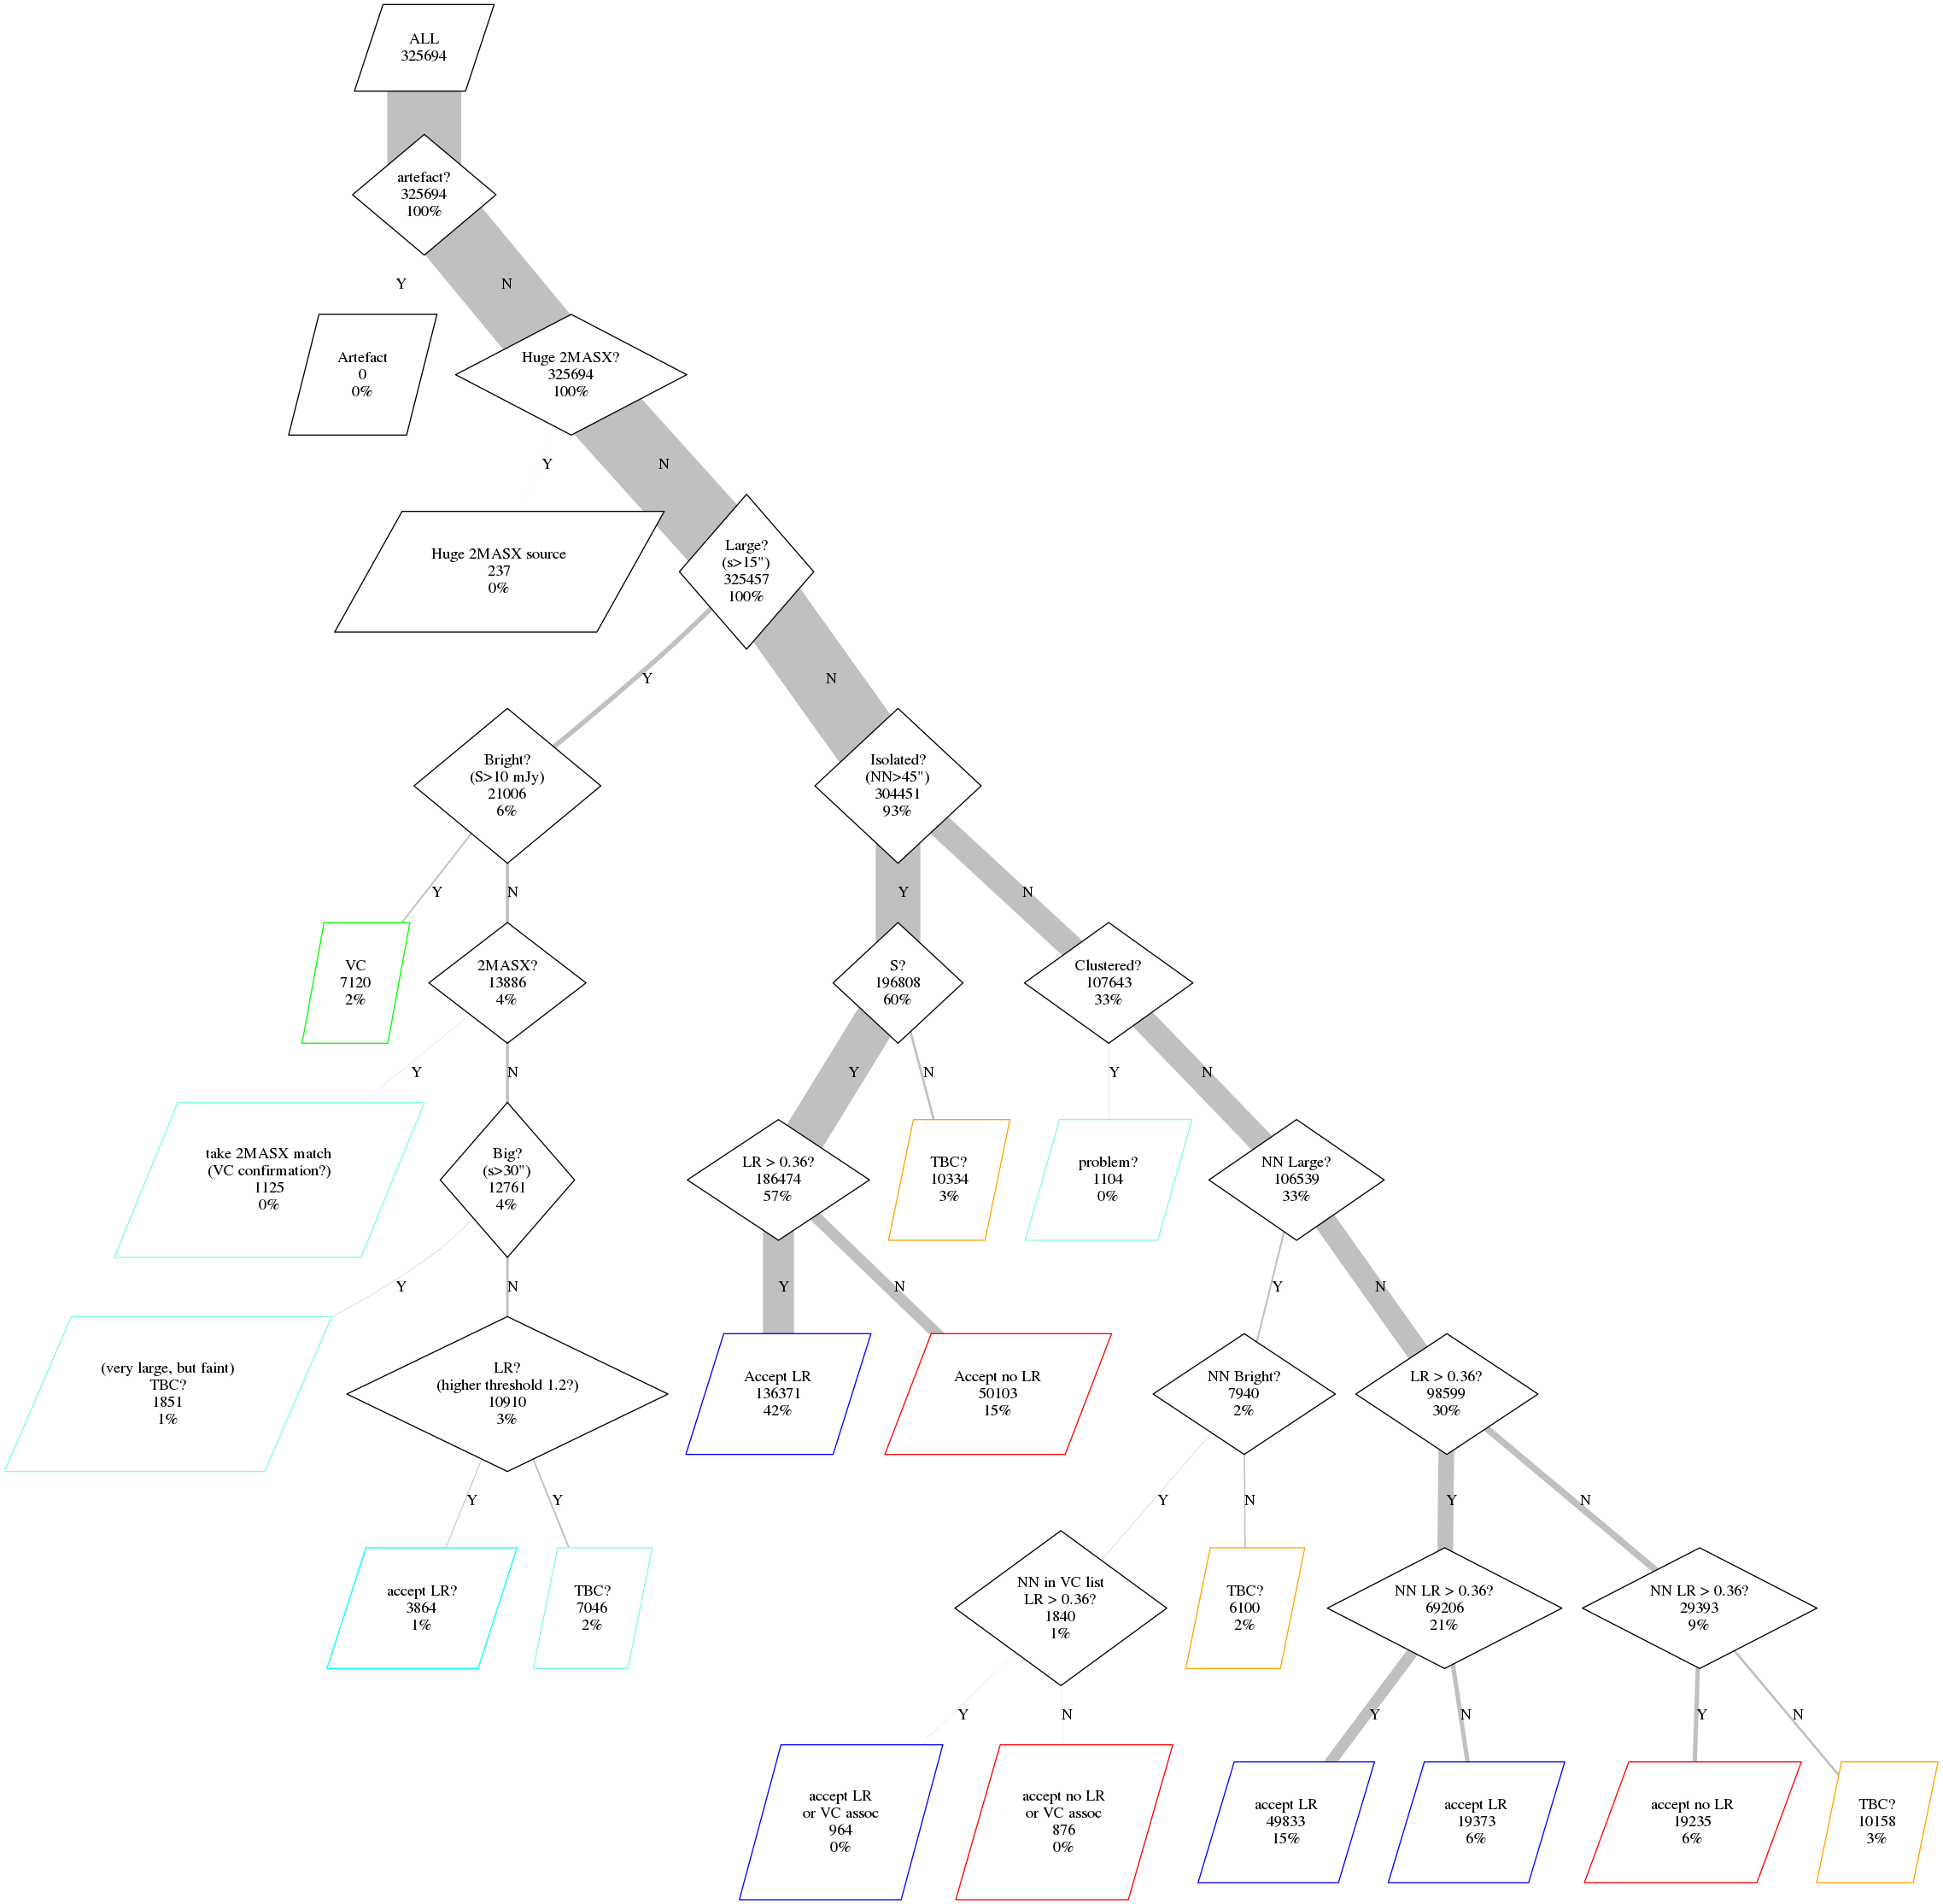 ALL
325694
artefact?
325694
100%
Y
N
Artefact
0
0%
Huge 2MASX?
325694
100%
Y
N
Huge 2MASX source
237
0%
Large?
(s>15")
325457
100%
Y
N
Bright?
(S>10 mJy)
21006
6%
Isolated?
(NN>45")
304451
93%
Y
N
Y
N
VC
7120
2%
2MASX?
13886
4%
S?
196808
60%
Clustered?
107643
33%
Y
N
Y
N
Y
N
take 2MASX match
(VC confirmation?)
1125
0%
Big?
(s>30")
12761
4%
LR > 0.36?
186474
57%
TBC?
10334
3%
problem?
1104
0%
NN Large?
106539
33%
Y
N
Y
N
Y
N
(very large, but faint)
TBC?
1851
1%
LR?
(higher threshold 1.2?)
10910
3%
Accept LR
136371
42%
Accept no LR
50103
15%
NN Bright?
7940
2%
LR > 0.36?
98599
30%
Y
Y
Y
N
Y
N
accept LR?
3864
1%
TBC?
7046
2%
NN in VC list
LR > 0.36?
1840
1%
TBC?
6100
2%
NN LR > 0.36?
69206
21%
NN LR > 0.36?
29393
9%
Y
N
Y
N
Y
N
accept LR
or VC assoc
964
0%
accept no LR
or VC assoc
876
0%
accept LR
49833
15%
accept LR
19373
6%
accept no LR
19235
6%
TBC?
10158
3%